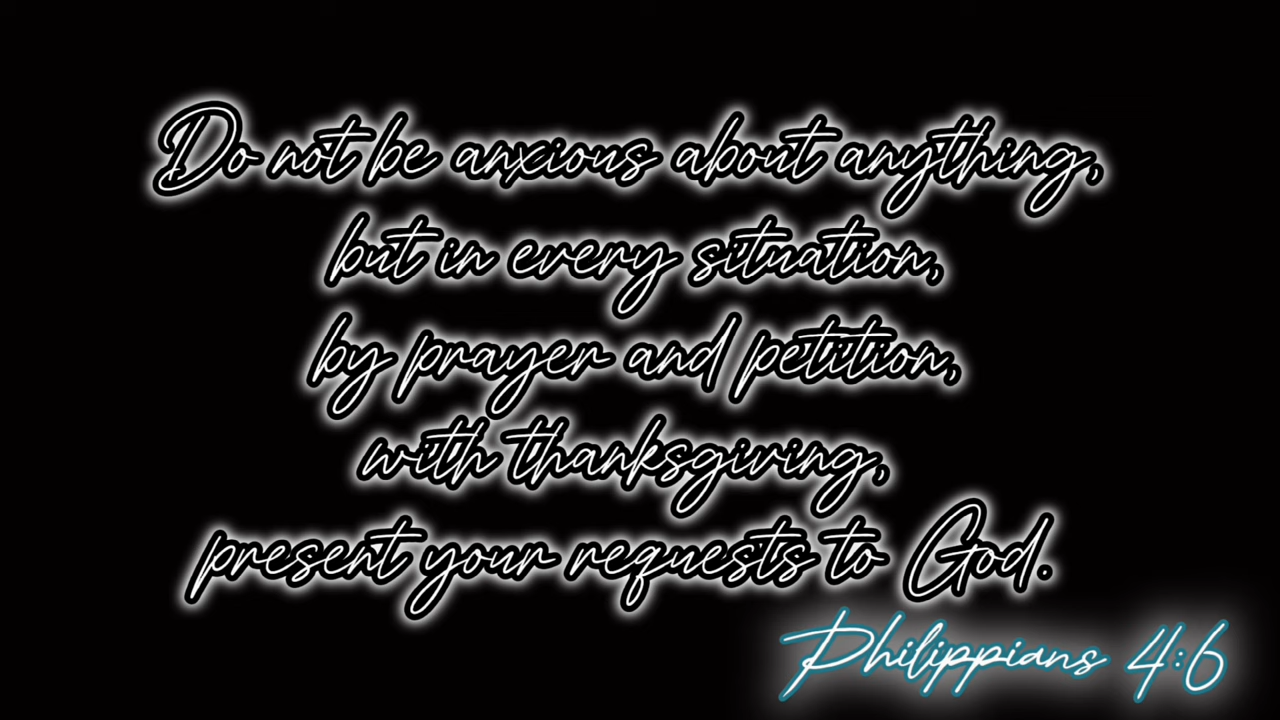 Do not be anxious about anything,
but in every situation,
by prayer and petition,
with thanksgiving,
present your requests to God.
Philippians 4:6